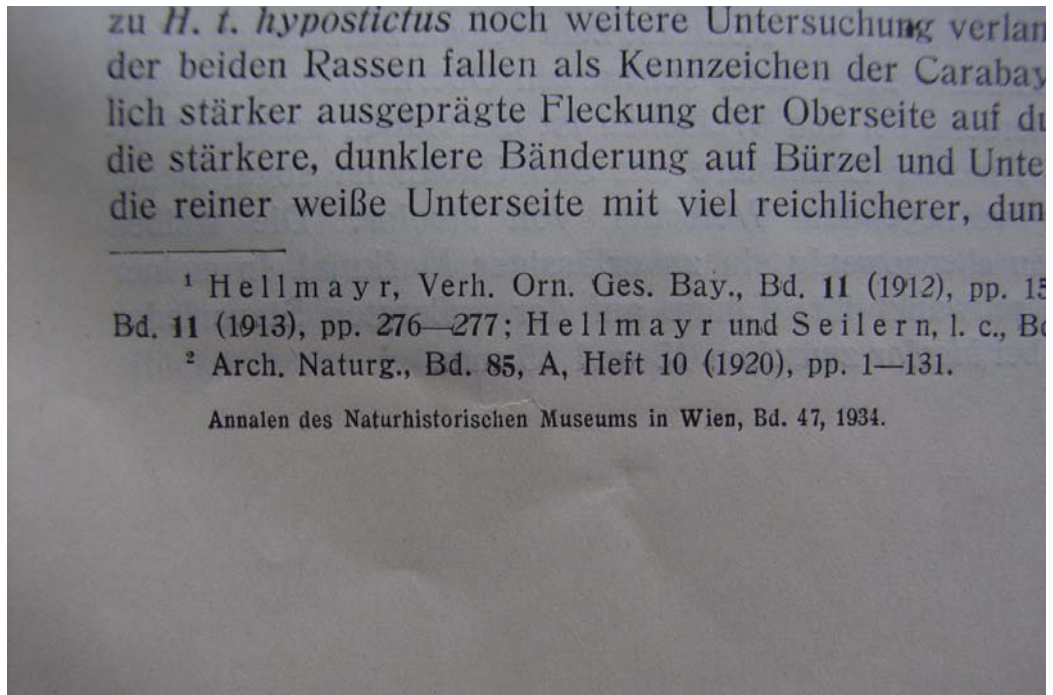 zu H. t. hypostictus noch weitere Untersuchung verlan
der beiden Rassen fallen als Kennzeichen der Carabay
lich stärker ausgeprägte Fleckung der Oberseite auf du
die stärkere, dunklere Bänderung auf Bürzel und Unte
die reiner weiße Unterseite mit viel reichlicherer, dun
¹ Hellmayr, Verh. Orn. Ges. Bay., Bd. 11 (1912), pp. 15
Bd. 11 (1913), pp. 276—277; Hellmayr und Seilern, l. c., Bd
² Arch. Naturg., Bd. 85, A, Heft 10 (1920), pp. 1—131.
Annalen des Naturhistorischen Museums in Wien, Bd. 47, 1934.